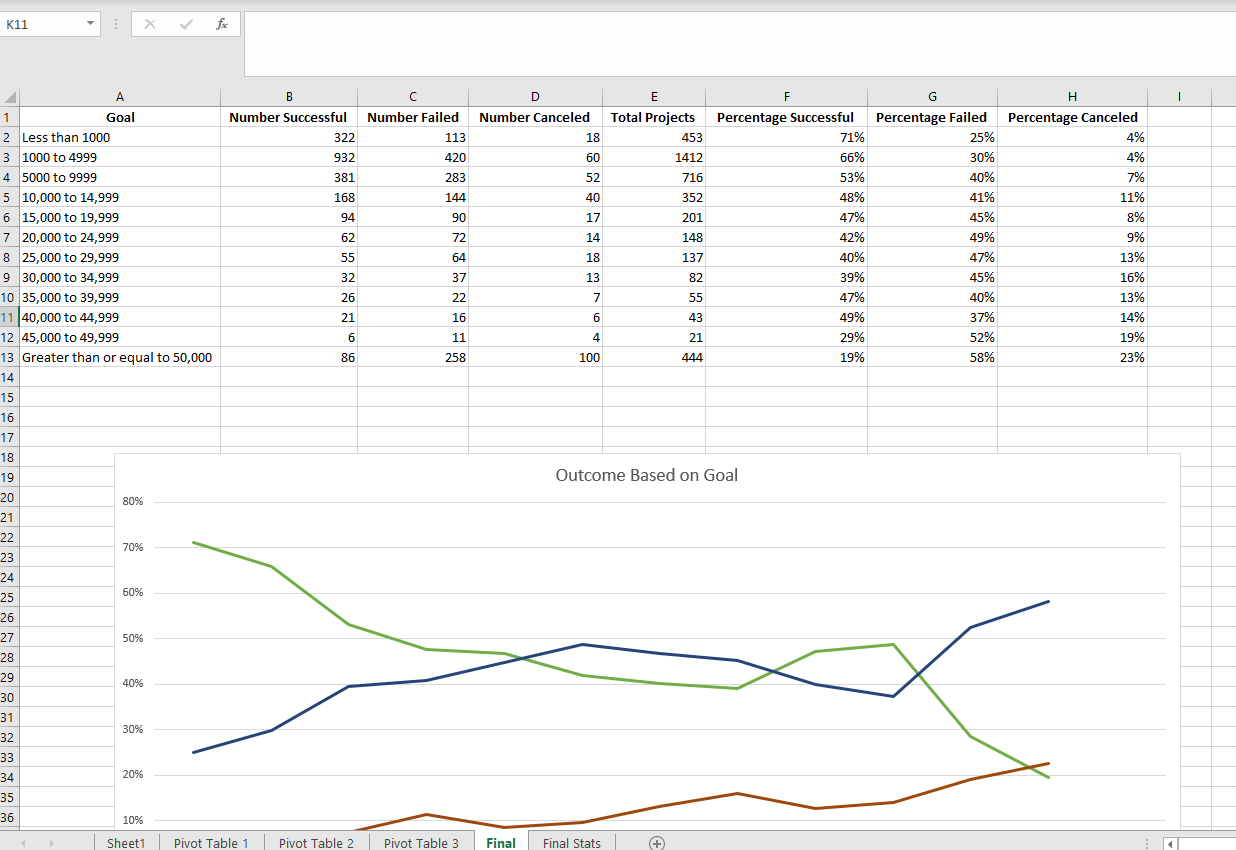 K11 fx
A B C D E F G H I
1 Goal Number Successful Number Failed Number Canceled Total Projects Percentage Successful Percentage Failed Percentage Canceled
2 Less than 1000 322 113 18 453 71% 25% 4%
3 1000 to 4999 932 420 60 1412 66% 30% 4%
4 5000 to 9999 381 283 52 716 53% 40% 7%
5 10,000 to 14,999 168 144 40 352 48% 41% 11%
6 15,000 to 19,999 94 90 17 201 47% 45% 8%
7 20,000 to 24,999 62 72 14 148 42% 49% 9%
8 25,000 to 29,999 55 64 18 137 40% 47% 13%
9 30,000 to 34,999 32 37 13 82 39% 45% 16%
10 35,000 to 39,999 26 22 7 55 47% 40% 13%
11 40,000 to 44,999 21 16 6 43 49% 37% 14%
12 45,000 to 49,999 6 11 4 21 29% 52% 19%
13 Greater than or equal to 50,000 86 258 100 444 19% 58% 23%
14
15
16
17
18
19 Outcome Based on Goal
20 80%
21
22 70%
23
24
25 60%
26
27 50%
28
29 40%
30
31 30%
32
33
34 20%
35
36 10%
Sheet1 Pivot Table 1 Pivot Table 2 Pivot Table 3 Final Final Stats